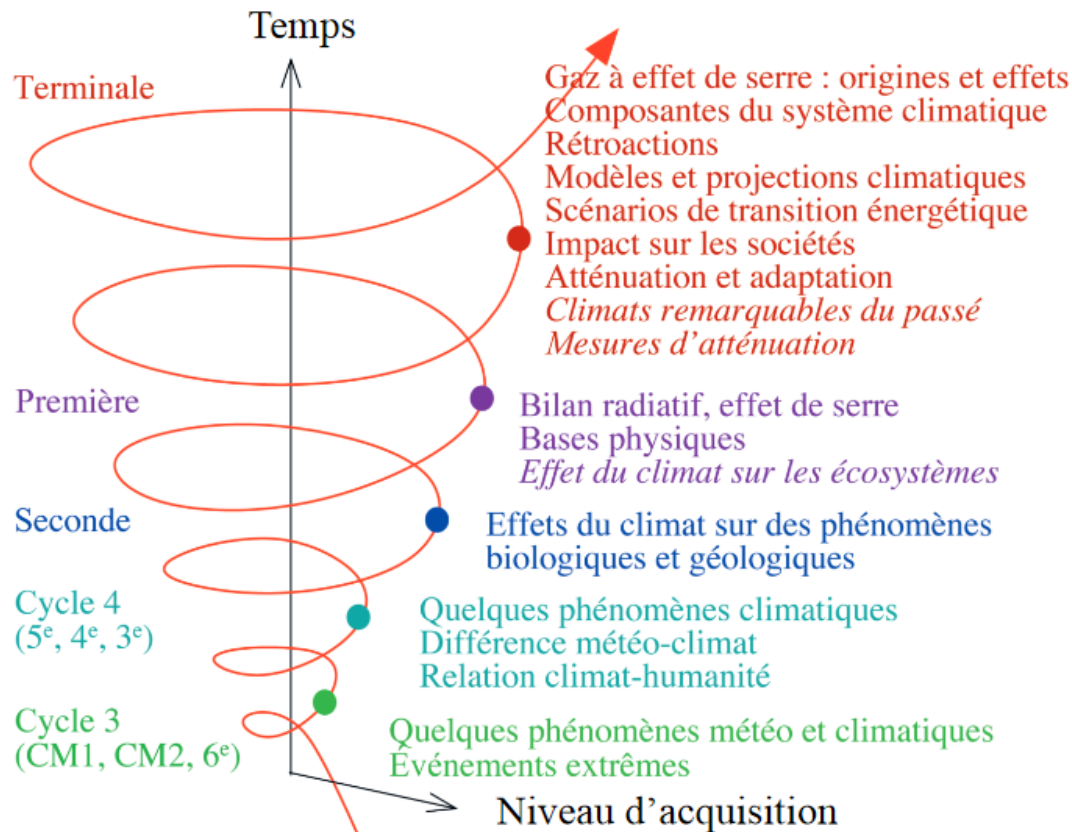 Temps
Terminale
Gaz à effet de serre : origines et effets
Composantes du système climatique
Rétroactions
Modèles et projections climatiques
Scénarios de transition énergétique
Impact sur les sociétés
Atténuation et adaptation
Climats remarquables du passé
Mesures d'atténuation
Première
Bilan radiatif, effet de serre
Bases physiques
Effet du climat sur les écosystèmes
Seconde
Effets du climat sur des phénomènes
biologiques et géologiques
Cycle 4
(5e, 4e, 3e)
Quelques phénomènes climatiques
Différence météo-climat
Relation climat-humanité
Cycle 3
(CM1, CM2, 6e)
Quelques phénomènes météo et climatiques
Événements extrêmes
Niveau d'acquisition